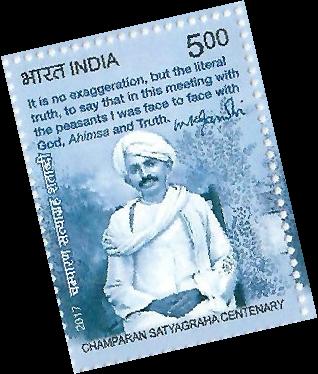 भारत INDIA 5.00
It is no exaggeration, but the literal
truth, to say that in this meeting with
the peasants I was face to face with
God, Ahimsa and Truth. MKGandhi
2017 चम्पारण सत्याग्रह शताब्दी
CHAMPARAN SATYAGRAHA CENTENARY